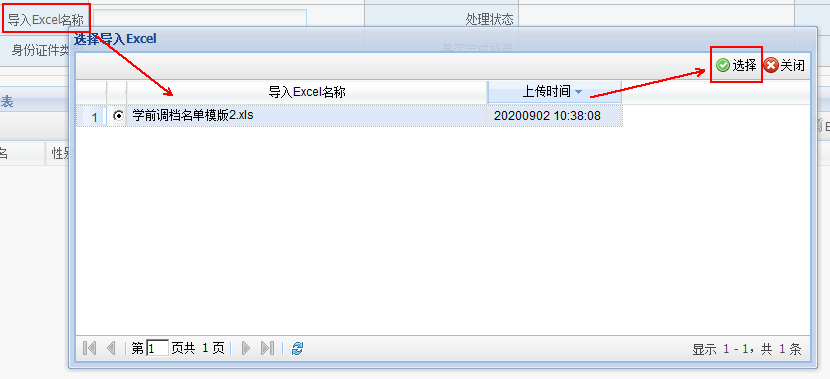 导入Excel名称
处理状态
身份证件类
选择导入Excel
选择 关闭
导入Excel名称 上传时间
表
1 学前调档名单模版2.xls 20200902 10:38:08
名 性别
第 1 页共 1 页
显示 1 - 1，共 1 条